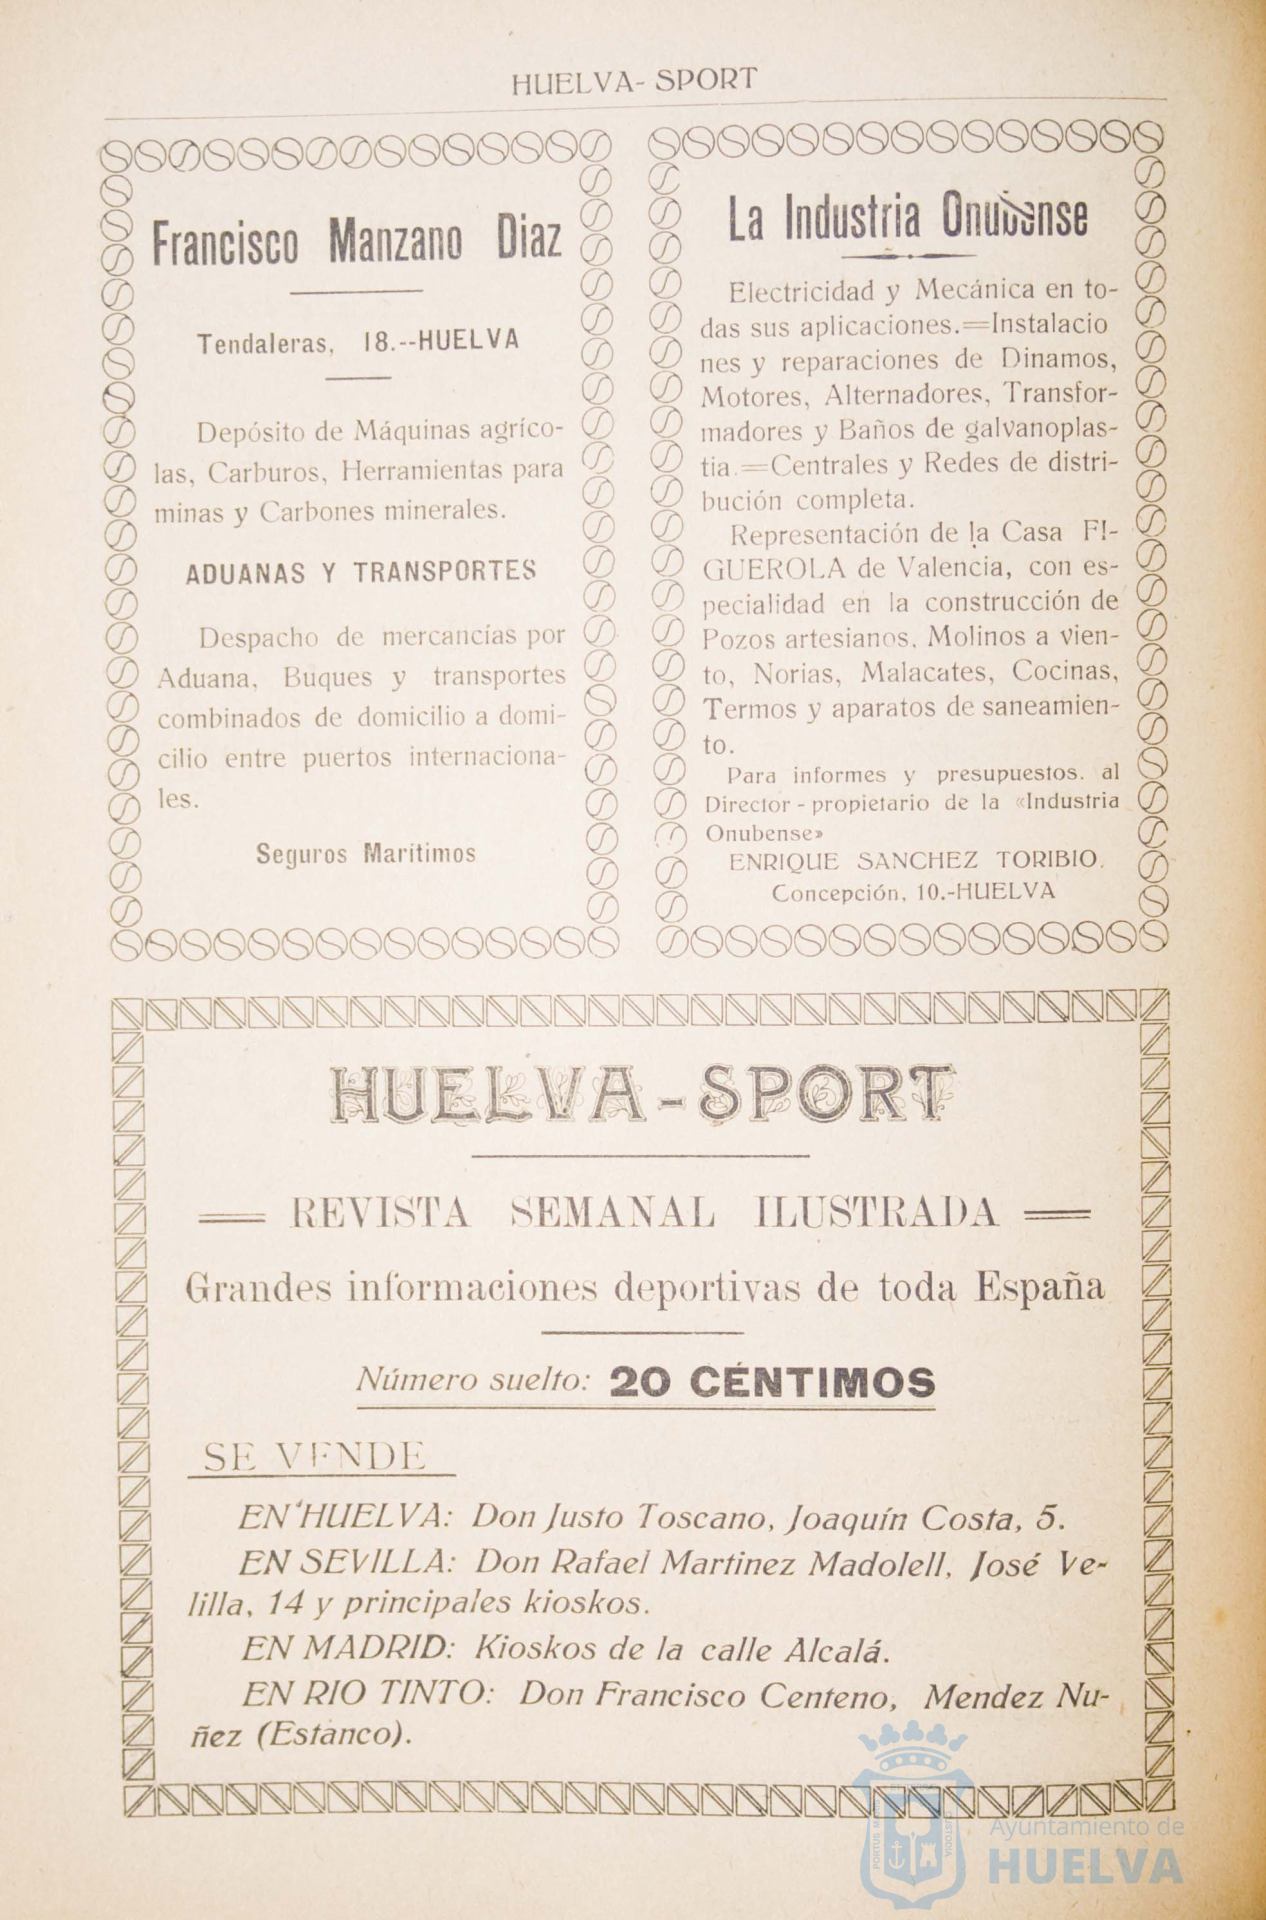 HUELVA-SPORT
Francisco Manzano Diaz
Tendaleras, 18.--HUELVA
Depósito de Máquinas agríco-
las, Carburos, Herramientas para
minas y Carbones minerales.
ADUANAS Y TRANSPORTES
Despacho de mercancías por
Aduana, Buques y transportes
combinados de domicilio a domi-
cilio entre puertos internaciona-
les.
Seguros Marítimos
La Industria Onubense
Electricidad y Mecánica en to-
das sus aplicaciones.=Instalacio
nes y reparaciones de Dinamos,
Motores, Alternadores, Transfor-
madores y Baños de galvanoplas-
tia.=Centrales y Redes de distri-
bución completa.
Representación de la Casa FI-
GUEROLA de Valencia, con es-
pecialidad en la construcción de
Pozos artesianos, Molinos a vien-
to, Norias, Malacates, Cocinas,
Termos y aparatos de saneamien-
to.
Para informes y presupuestos. al
Director-propietario de la «Industria
Onubense»
ENRIQUE SANCHEZ TORIBIO.
Concepción, 10.-HUELVA
HUELVA-SPORT
REVISTA SEMANAL ILUSTRADA
Grandes informaciones deportivas de toda España
Número suelto: 20 CÉNTIMOS
SE VENDE
EN HUELVA: Don Justo Toscano, Joaquín Costa, 5.
EN SEVILLA: Don Rafael Martinez Madolell, José Ve-
lilla, 14 y principales kioskos.
EN MADRID: Kioskos de la calle Alcalá.
EN RIO TINTO: Don Francisco Centeno, Mendez Nu-
ñez (Estanco).
Ayuntamiento de
HUELVA